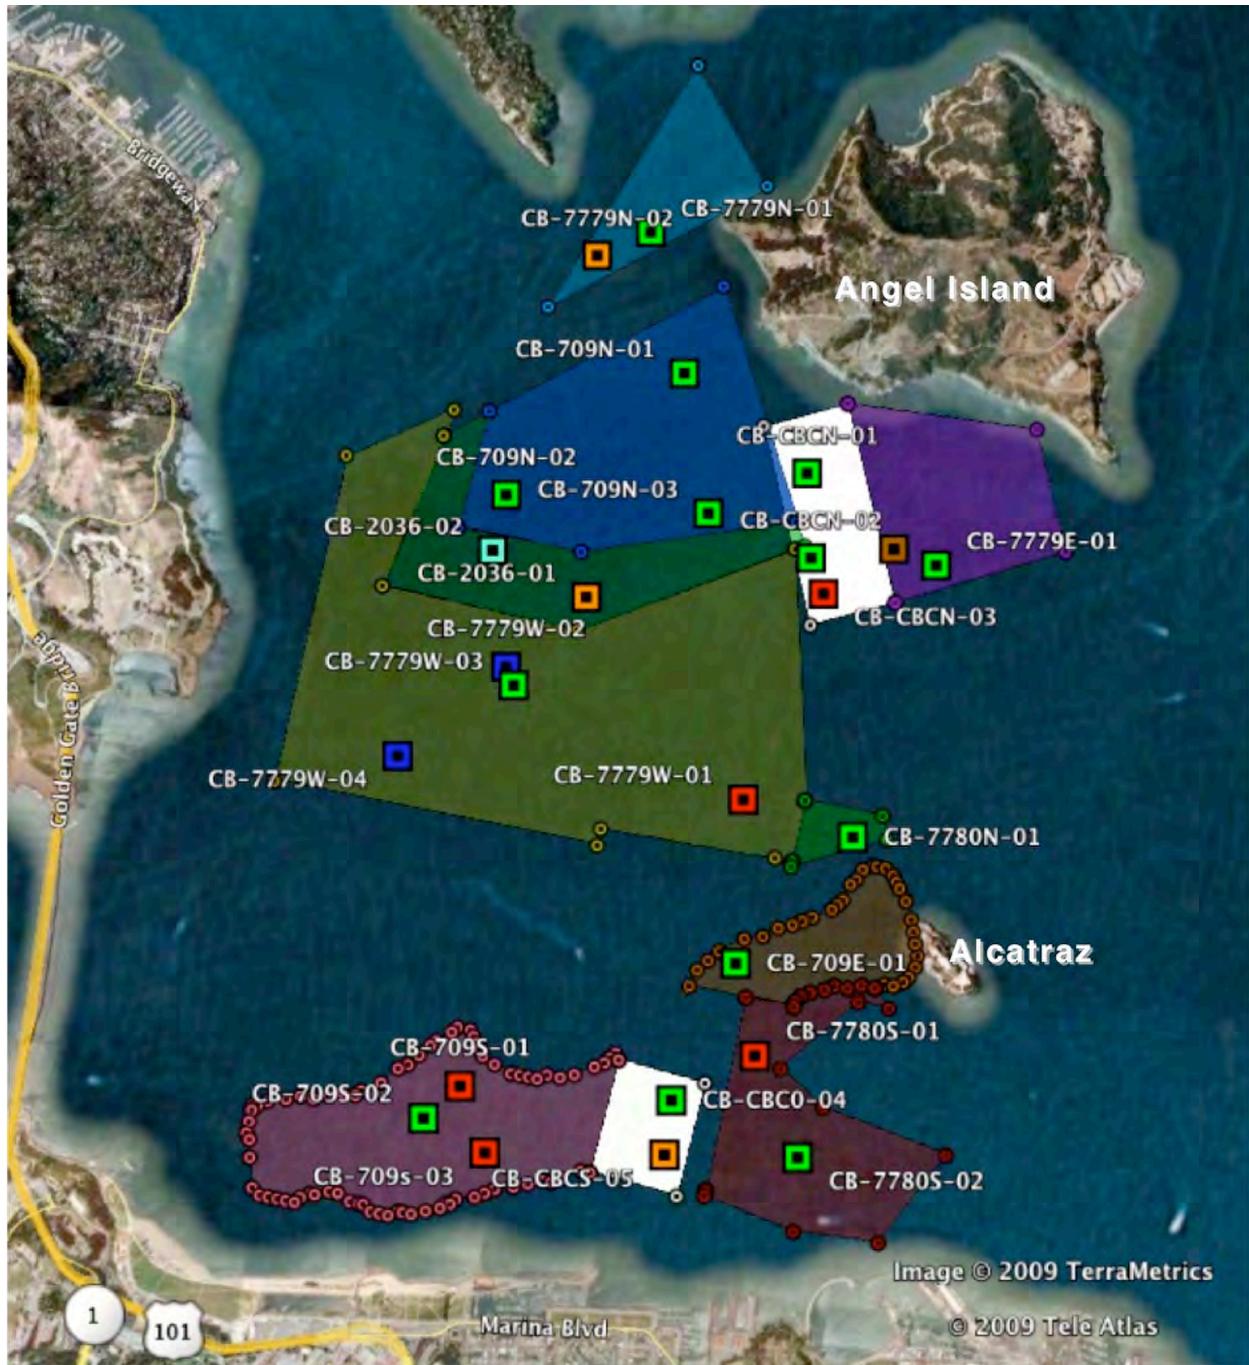 Bridgeway
CB-7779N-02
CB-7779N-01
Angel Island
CB-709N-01
CB-CBCN-01
CB-709N-02
CB-709N-03
CB-2036-02
CB-CBCN-02
CB-7779E-01
CB-2036-01
CB-CBCN-03
CB-7779W-02
CB-7779W-03
Golden Gate Bridge
CB-7779W-04
CB-7779W-01
CB-7780N-01
CB-709E-01
Alcatraz
CB-7780S-01
CB-709S-01
CB-709S-02
CB-CBC0-04
CB-709s-03
CB-CBCS-05
CB-7780S-02
Image © 2009 TerraMetrics
© 2009 Tele Atlas
1
101
Marina Blvd